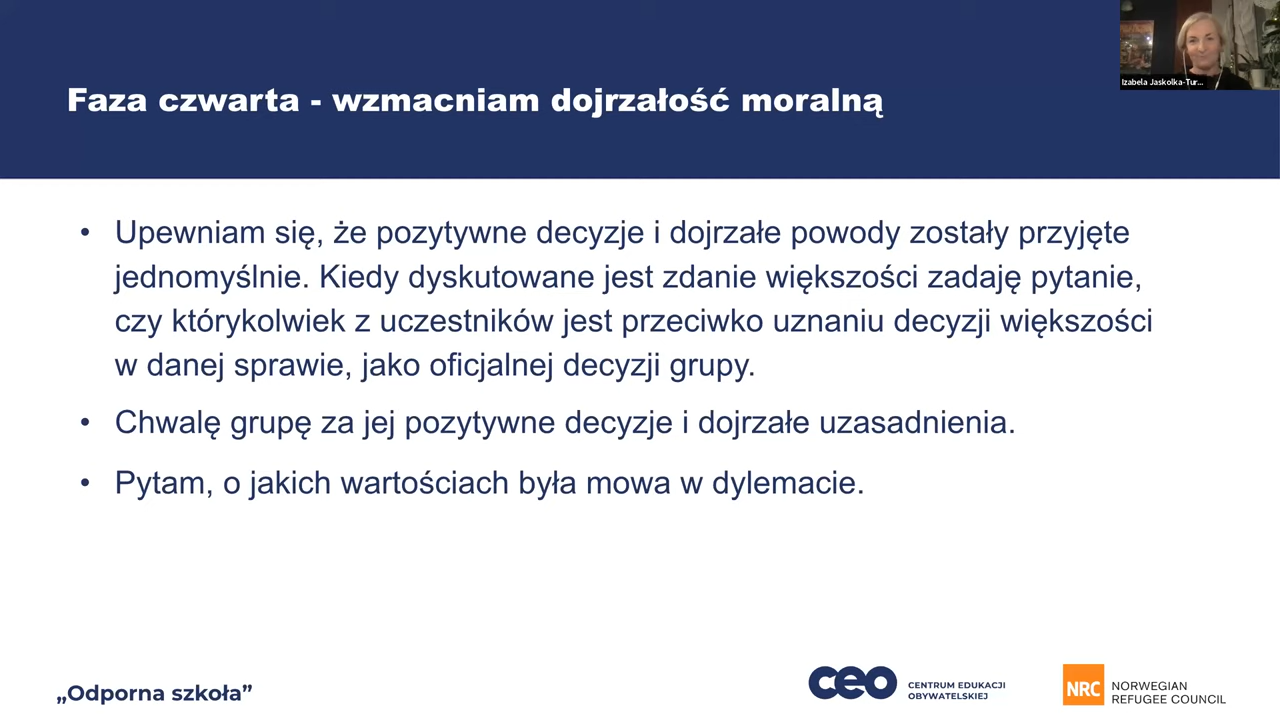 Izabela Jaskolka-Tur...
Faza czwarta - wzmacniam dojrzałość moralną
• Upewniam się, że pozytywne decyzje i dojrzałe powody zostały przyjęte
jednomyślnie. Kiedy dyskutowane jest zdanie większości zadaję pytanie,
czy którykolwiek z uczestników jest przeciwko uznaniu decyzji większości
w danej sprawie, jako oficjalnej decyzji grupy.
• Chwalę grupę za jej pozytywne decyzje i dojrzałe uzasadnienia.
• Pytam, o jakich wartościach była mowa w dylemacie.
„Odporna szkoła”
ceo
CENTRUM EDUKACJI
OBYWATELSKIEJ
NRC
NORWEGIAN
REFUGEE COUNCIL